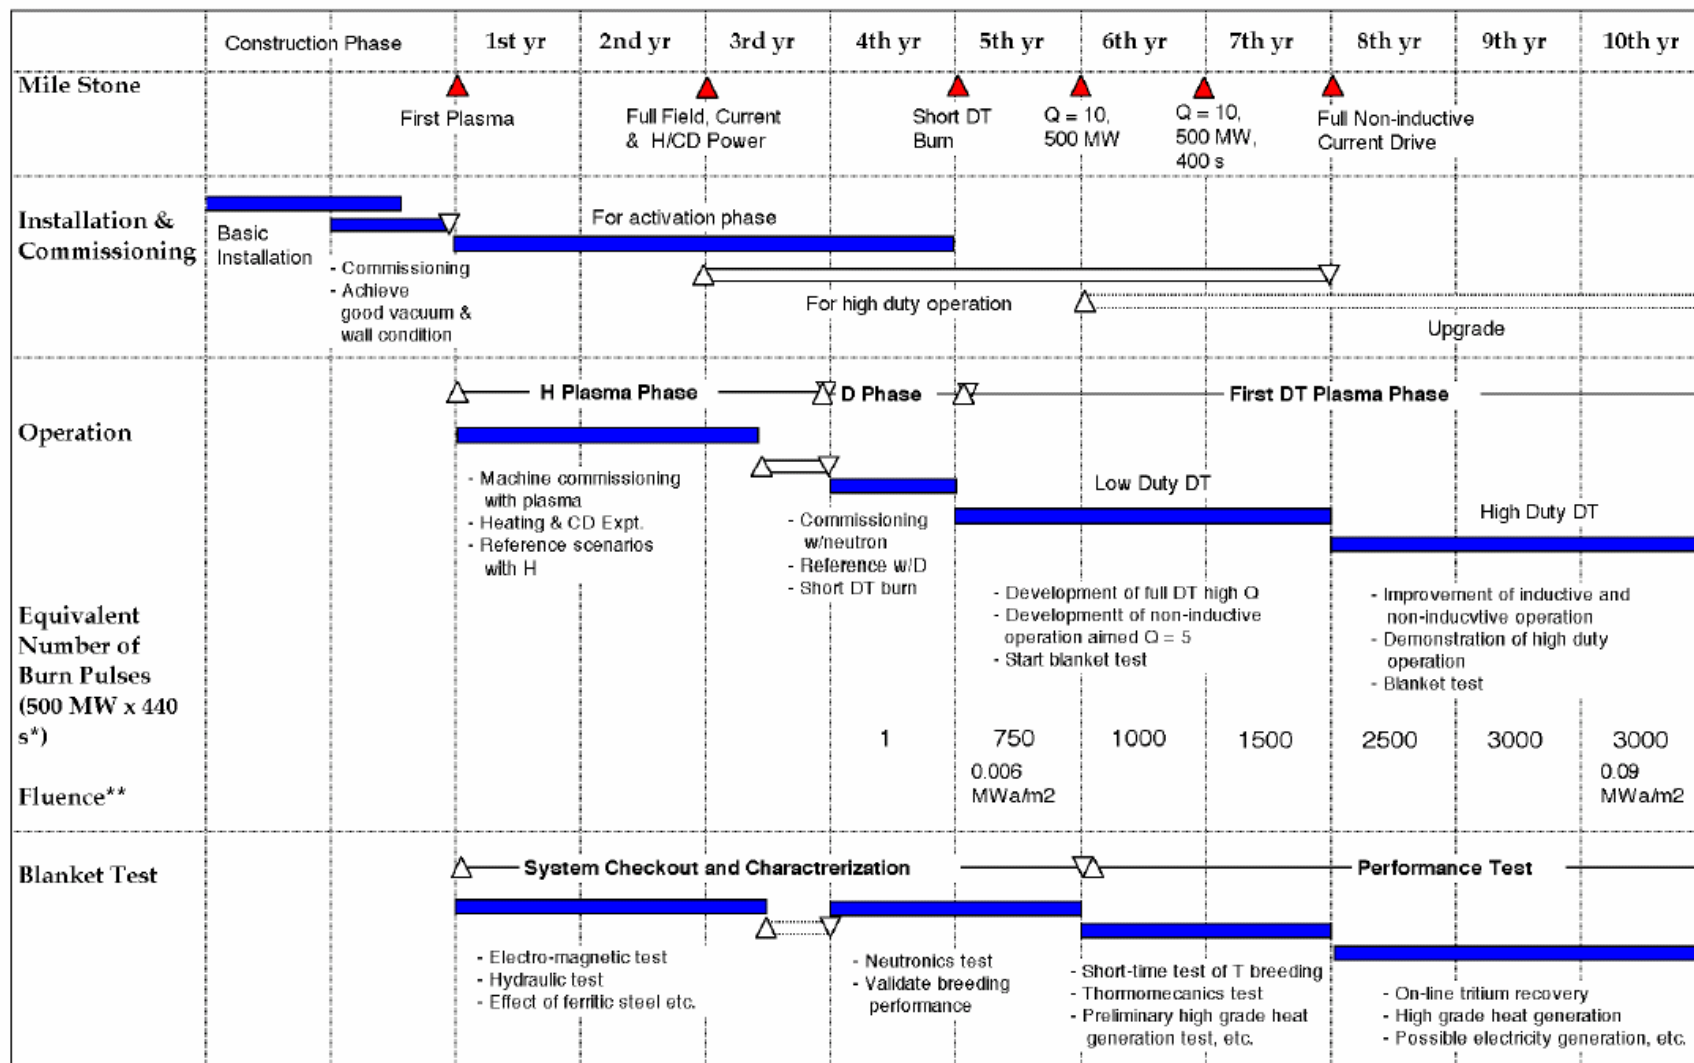 Construction Phase
1st yr
2nd yr
3rd yr
4th yr
5th yr
6th yr
7th yr
8th yr
9th yr
10th yr
Mile Stone
First Plasma
Full Field, Current
& H/CD Power
Short DT
Burn
Q = 10,
500 MW
Q = 10,
500 MW,
400 s
Full Non-inductive
Current Drive
Installation &
Commissioning
Basic
Installation
- Commissioning
- Achieve
good vacuum &
wall condition
For activation phase
For high duty operation
Upgrade
Operation
H Plasma Phase
D Phase
First DT Plasma Phase
- Machine commissioning
with plasma
- Heating & CD Expt.
- Reference scenarios
with H
- Commissioning
w/neutron
- Reference w/D
- Short DT burn
Low Duty DT
- Development of full DT high Q
- Developmentt of non-inductive
operation aimed Q = 5
- Start blanket test
High Duty DT
- Improvement of inductive and
non-inducvtive operation
- Demonstration of high duty
operation
- Blanket test
Equivalent
Number of
Burn Pulses
(500 MW x 440
s*)
1
750
1000
1500
2500
3000
3000
Fluence**
0.006
MWa/m2
0.09
MWa/m2
Blanket Test
System Checkout and Charactrerization
Performance Test
- Electro-magnetic test
- Hydraulic test
- Effect of ferritic steel etc.
- Neutronics test
- Validate breeding
performance
- Short-time test of T breeding
- Thormomecanics test
- Preliminary high grade heat
generation test, etc.
- On-line tritium recovery
- High grade heat generation
- Possible electricity generation, etc.